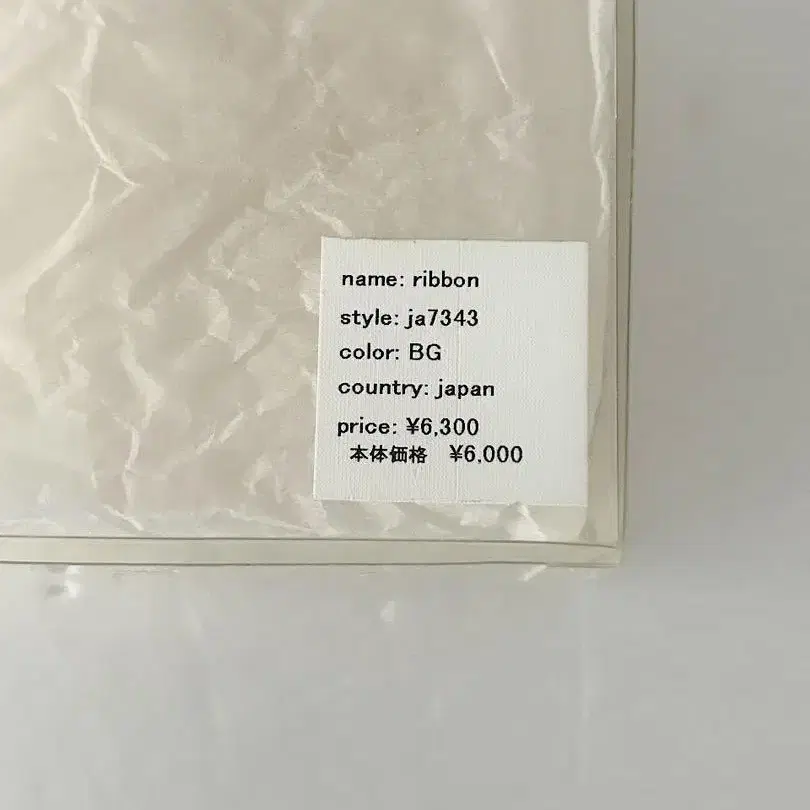 name: ribbon
style: ja7343
color: BG
country: japan
price: ¥6,300
本体価格 ¥6,000